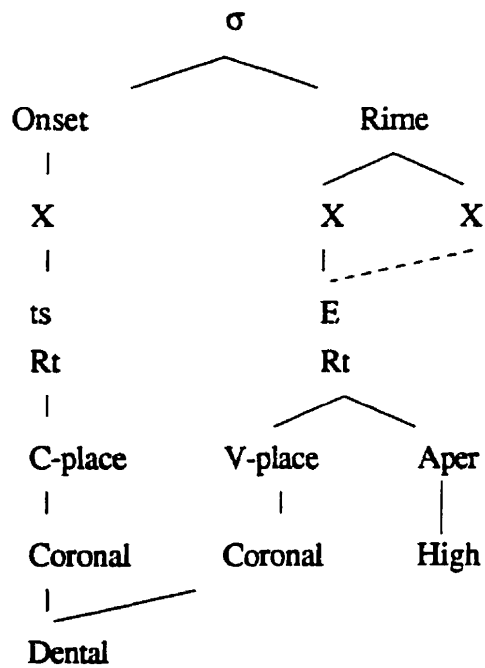 σ
Onset Rime
X X X
ts E
Rt Rt
C-place V-place Aper
Coronal Coronal High
Dental